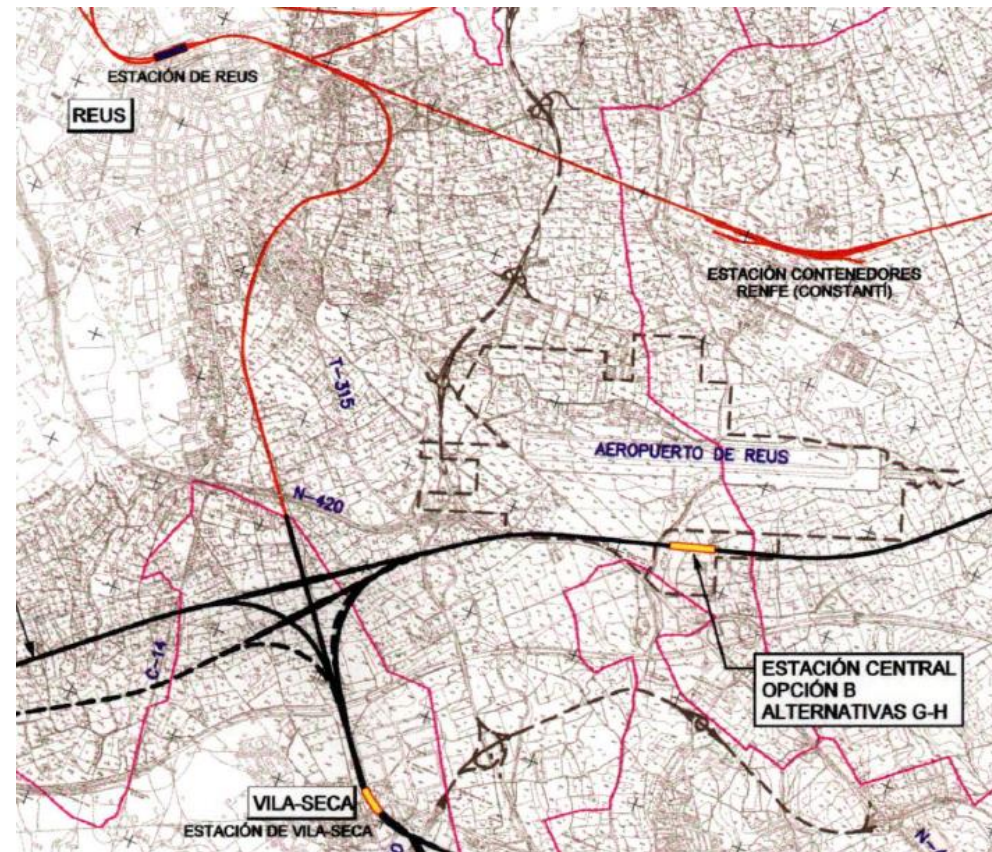 ESTACIÓN DE REUS
REUS
ESTACIÓN CONTENEDORES
RENFE (CONSTANTÍ)
T-315
AEROPUERTO DE REUS
N-420
C-14
ESTACIÓN CENTRAL
OPCIÓN B
ALTERNATIVAS G-H
VILA-SECA
ESTACIÓN DE VILA-SECA